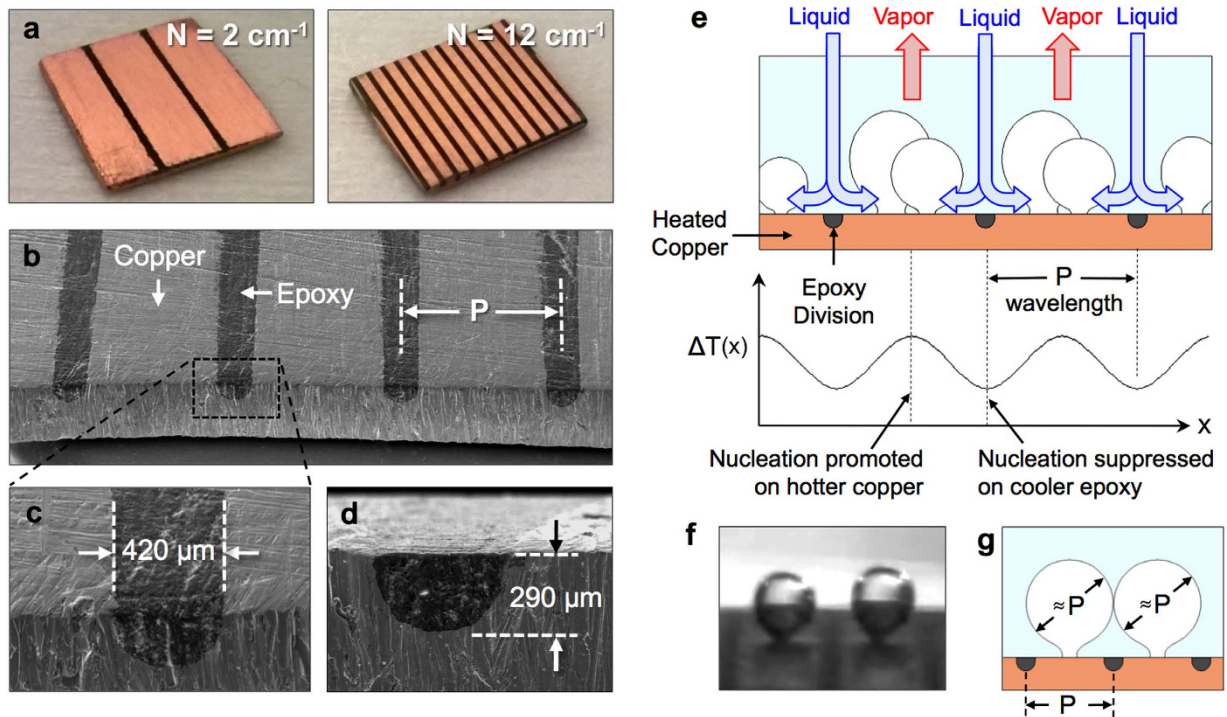 a
N = 2 cm⁻¹
N = 12 cm⁻¹
b
Copper
Epoxy
P
c
420 µm
d
290 µm
e
Liquid
Vapor
Liquid
Vapor
Liquid
Heated
Copper
Epoxy
Division
P
wavelength
ΔT(x)
x
Nucleation promoted
on hotter copper
Nucleation suppressed
on cooler epoxy
f
g
≈P
≈P
P